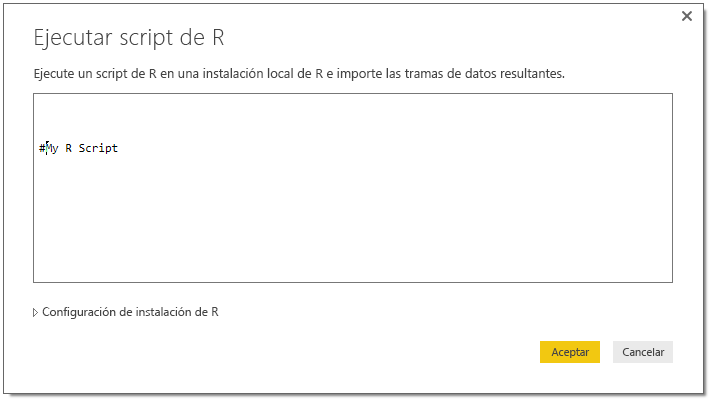 Ejecutar script de R
Ejecute un script de R en una instalación local de R e importe las tramas de datos resultantes.
#My R Script
Configuración de instalación de R
Aceptar
Cancelar